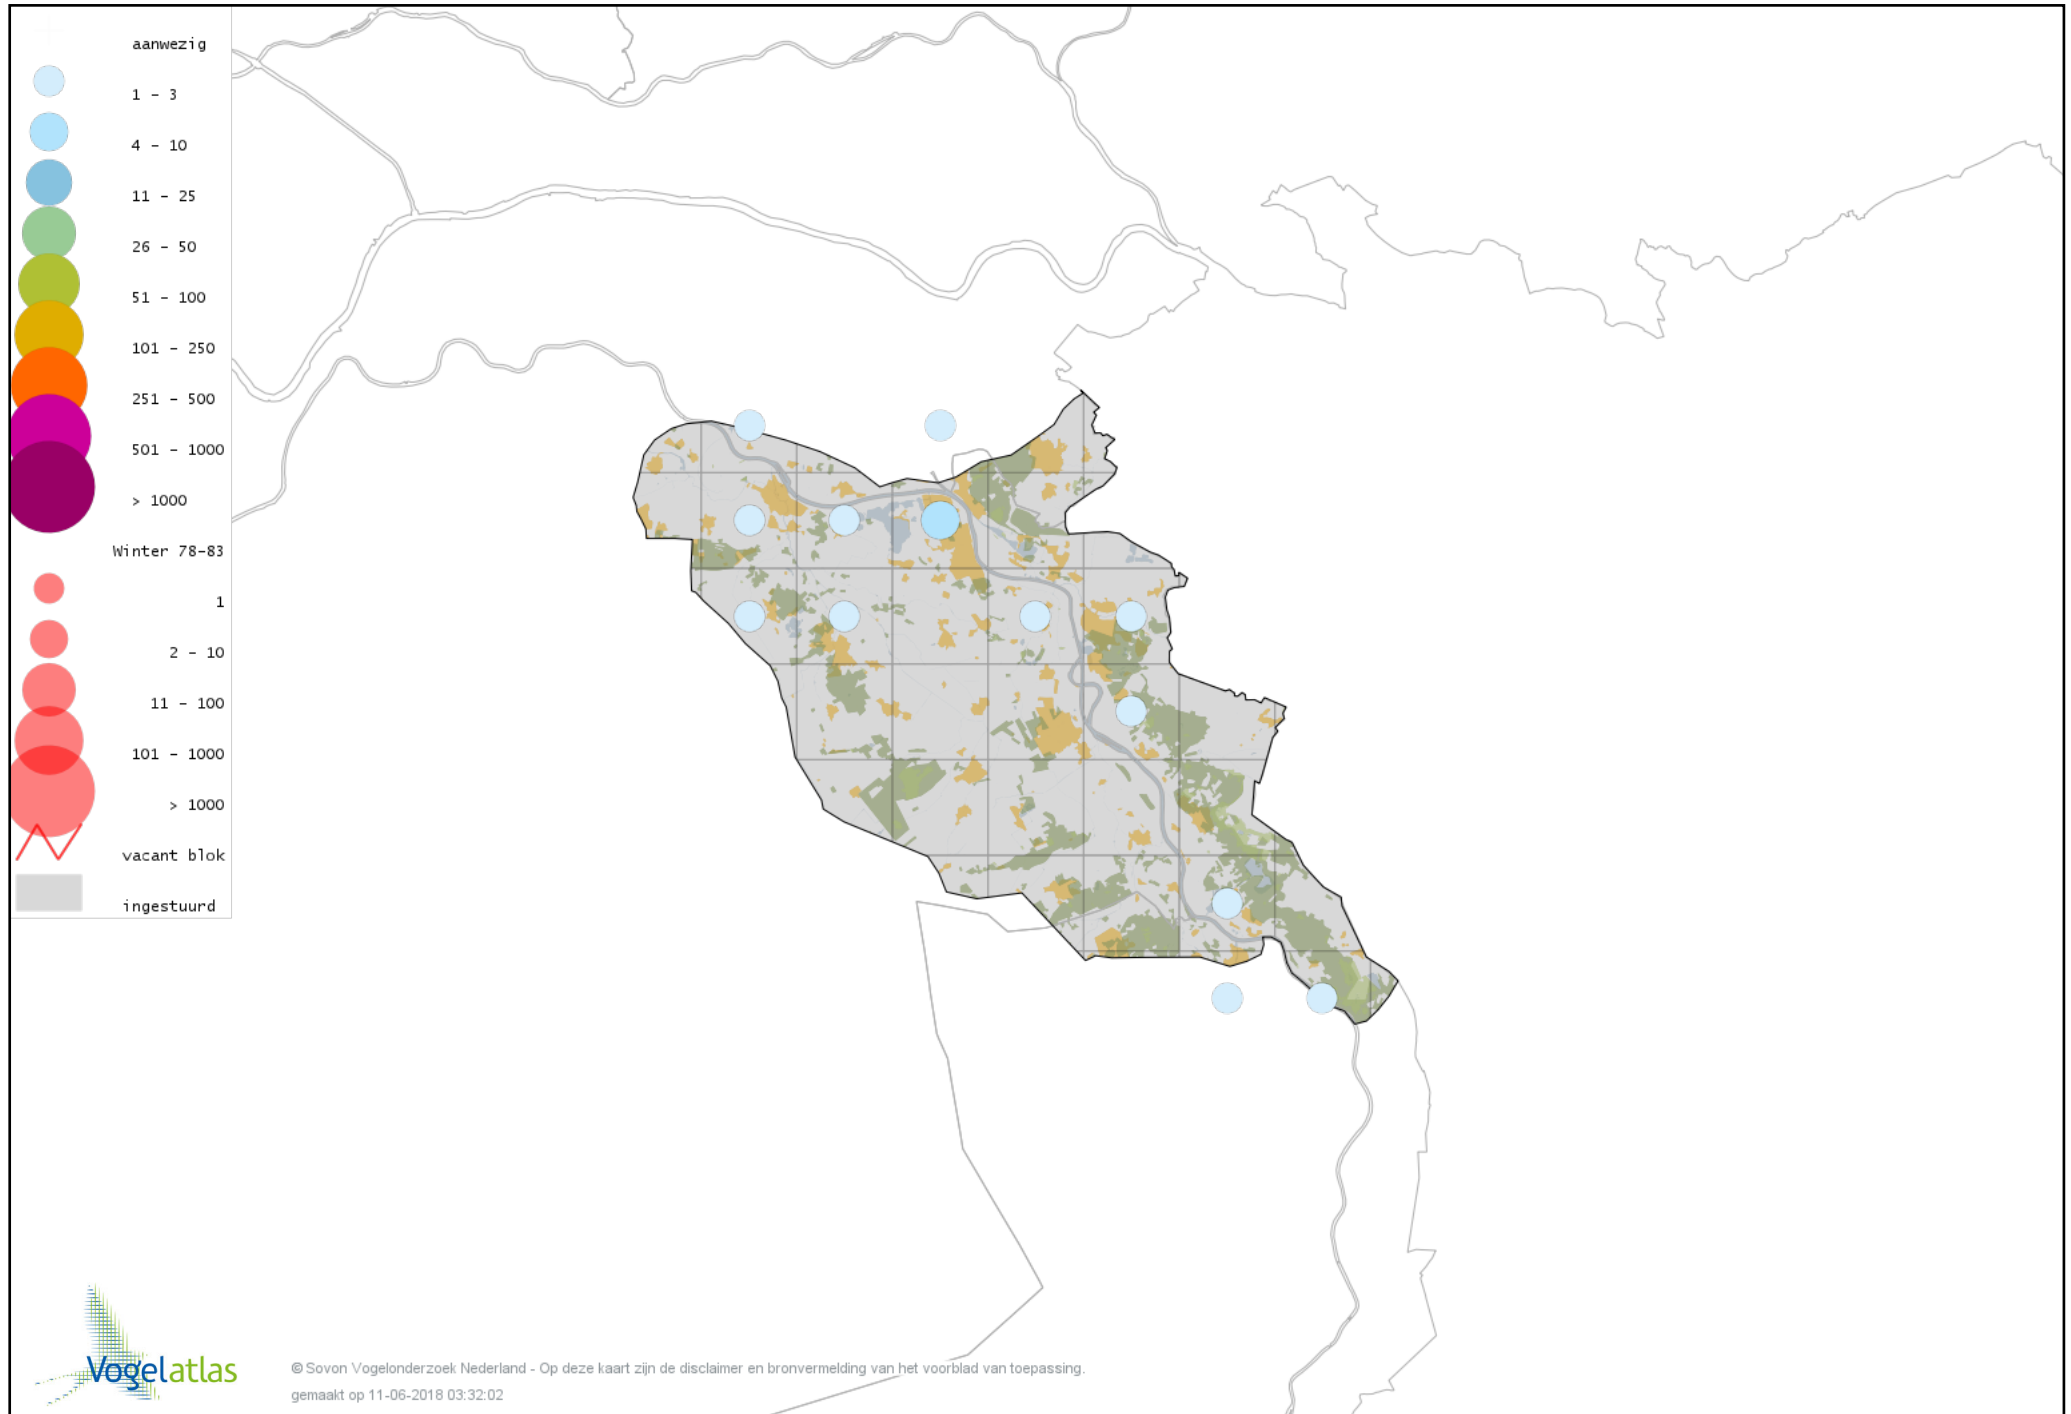 aanwezig
1 - 3
4 - 10
11 - 25
26 - 50
51 - 100
101 - 250
251 - 500
501 - 1000
> 1000
Winter 78-83
1
2 - 10
11 - 100
101 - 1000
> 1000
vacant blok
ingestuurd
Vogelatlas
© Sovon Vogelonderzoek Nederland - Op deze kaart zijn de disclaimer en bronvermelding van het voorblad van toepassing.
gemaakt op 11-06-2018 03:32:02